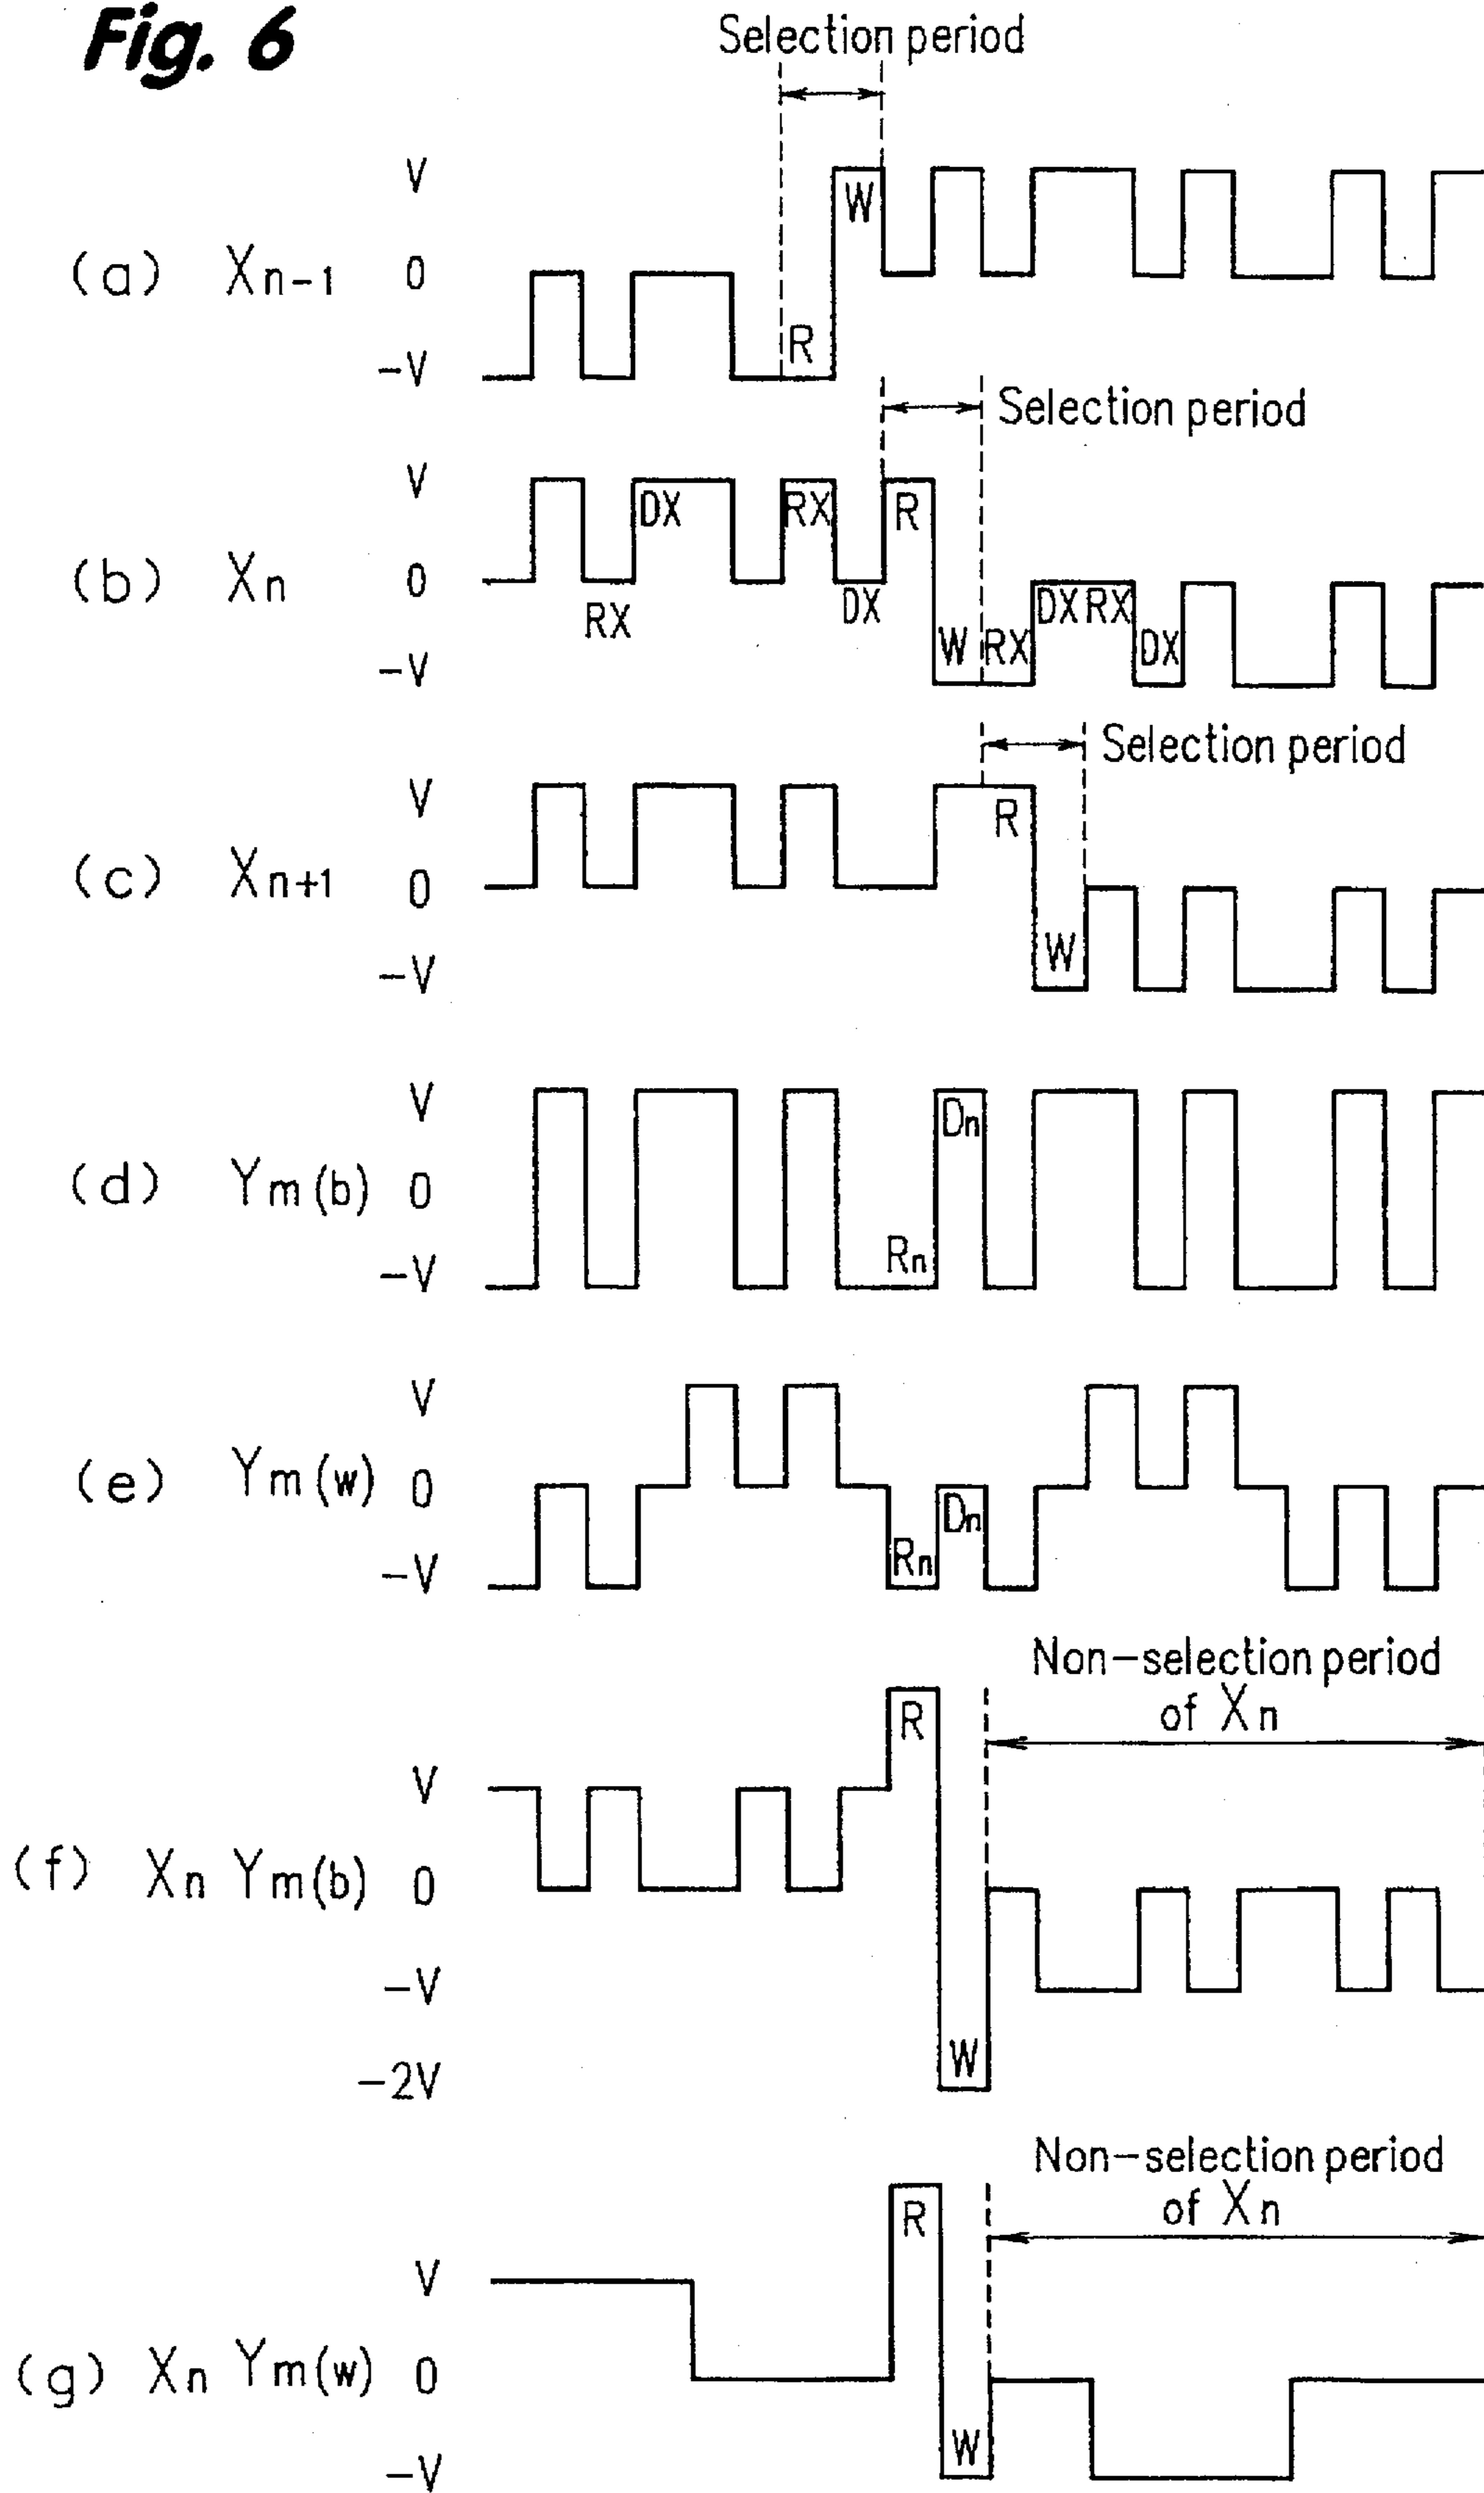 Fig. 6
Selection period
V
W
(a) Xn-1 0
R
-V
Selection period
V
DX RX R
(b) Xn 0
RX DX DX RX
W RX DX
-V
Selection period
V
R
(c) Xn+1 0
W
-V
V
Dn
(d) Ym(b) 0
Rn
-V
V
(e) Ym(w) 0
Dn
Rn
-V
Non-selection period
of Xn
R
V
(f) Xn Ym(b) 0
-V
W
-2V
Non-selection period
of Xn
R
V
(g) Xn Ym(w) 0
W
-V